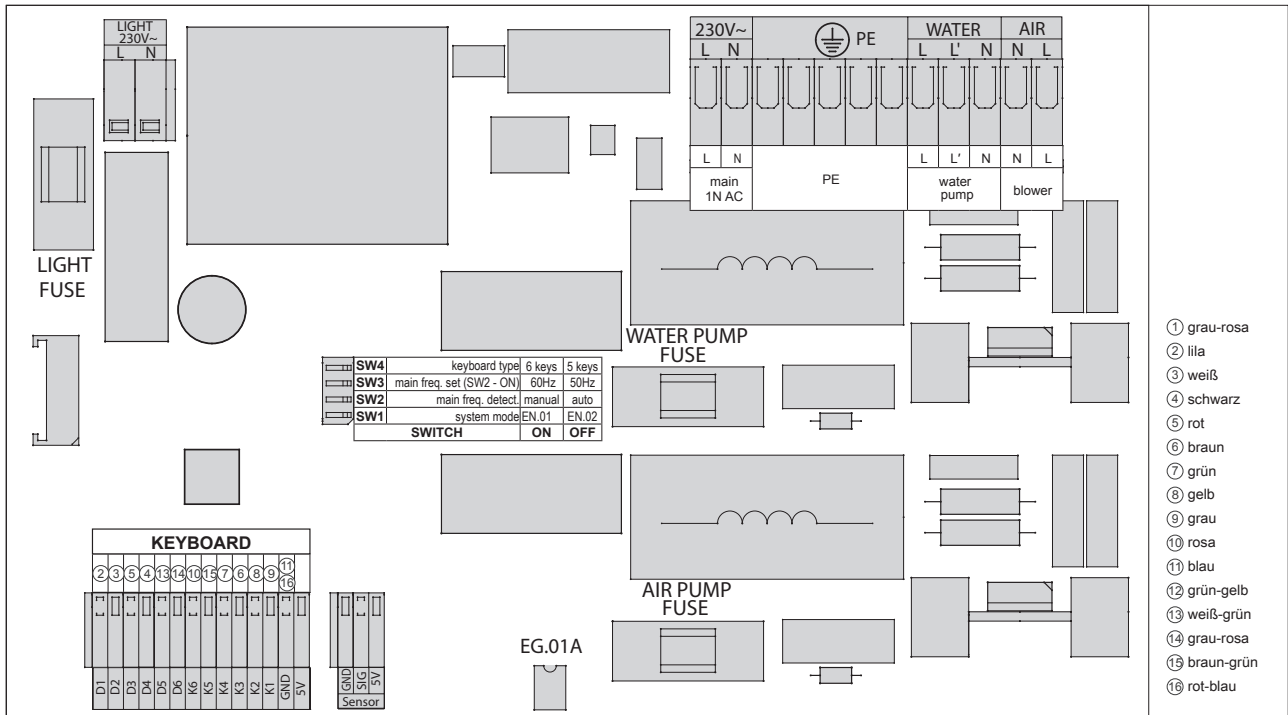 LIGHT
230V~
L N
LIGHT
FUSE
230V~ PE WATER AIR
L N L L' N N L
L N PE L L' N N L
main
1N AC
water
pump
blower
WATER PUMP
FUSE
SW4 keyboard type 6 keys 5 keys
SW3 main freq. set (SW2 - ON) 60Hz 50Hz
SW2 main freq. detect. manual auto
SW1 system mode EN.01 EN.02
SWITCH ON OFF
AIR PUMP
FUSE
EG.01A
KEYBOARD
2 3 5 4 13 14 10 15 7 6 8 9 11
16
D1 D2 D3 D4 D5 D6 K6 K5 K4 K3 K2 K1 GND 5V
GND SIG 5V
Sensor
1 grau-rosa
2 lila
3 weiß
4 schwarz
5 rot
6 braun
7 grün
8 gelb
9 grau
10 rosa
11 blau
12 grün-gelb
13 weiß-grün
14 grau-rosa
15 braun-grün
16 rot-blau